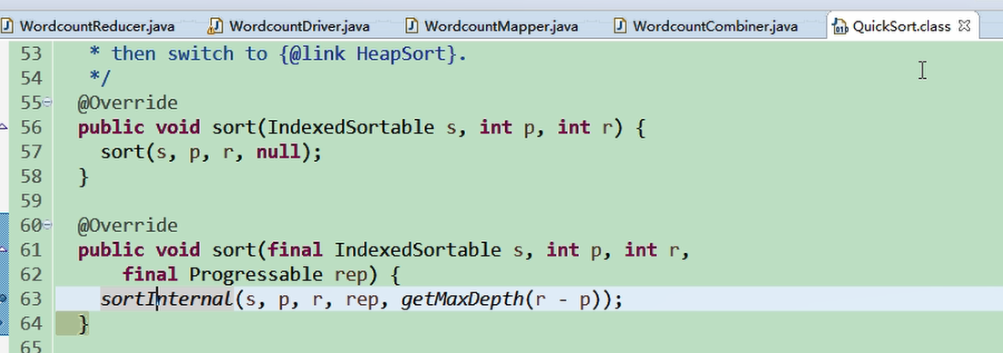 WordcountReducer.java WordcountDriver.java WordcountMapper.java WordcountCombiner.java QuickSort.class
53 * then switch to {@link HeapSort}.
54 */
55 @Override
56 public void sort(IndexedSortable s, int p, int r) {
57 sort(s, p, r, null);
58 }
59
60 @Override
61 public void sort(final IndexedSortable s, int p, int r,
62 final Progressable rep) {
63 sortInternal(s, p, r, rep, getMaxDepth(r - p));
64 }
65